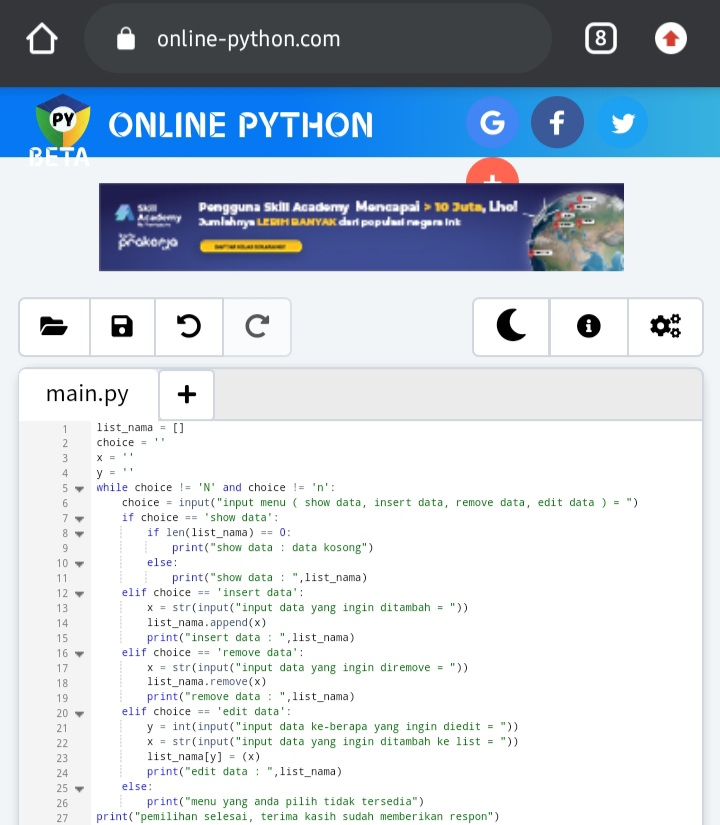 online-python.com
8
PY
BETA
ONLINE PYTHON
G
f
+
Skill
Academy
prakerja
Pengguna Skill Academy Mencapai > 10 Juta, Lho!
Jumlahnya LEBIH BANYAK dari populasi negara ini:
DAFTAR KELAS SEKARANG!
main.py
+
1 list_nama = []
2 choice = ''
3 x = ''
4 y = ''
5 while choice != 'N' and choice != 'n':
6 choice = input("input menu ( show data, insert data, remove data, edit data ) = ")
7 if choice == 'show data':
8 if len(list_nama) == 0:
9 print("show data : data kosong")
10 else:
11 print("show data : ",list_nama)
12 elif choice == 'insert data':
13 x = str(input("input data yang ingin ditambah = "))
14 list_nama.append(x)
15 print("insert data : ",list_nama)
16 elif choice == 'remove data':
17 x = str(input("input data yang ingin diremove = "))
18 list_nama.remove(x)
19 print("remove data : ",list_nama)
20 elif choice == 'edit data':
21 y = int(input("input data ke-berapa yang ingin diedit = "))
22 x = str(input("input data yang ingin ditambah ke list = "))
23 list_nama[y] = (x)
24 print("edit data : ",list_nama)
25 else:
26 print("menu yang anda pilih tidak tersedia")
27 print("pemilihan selesai, terima kasih sudah memberikan respon")